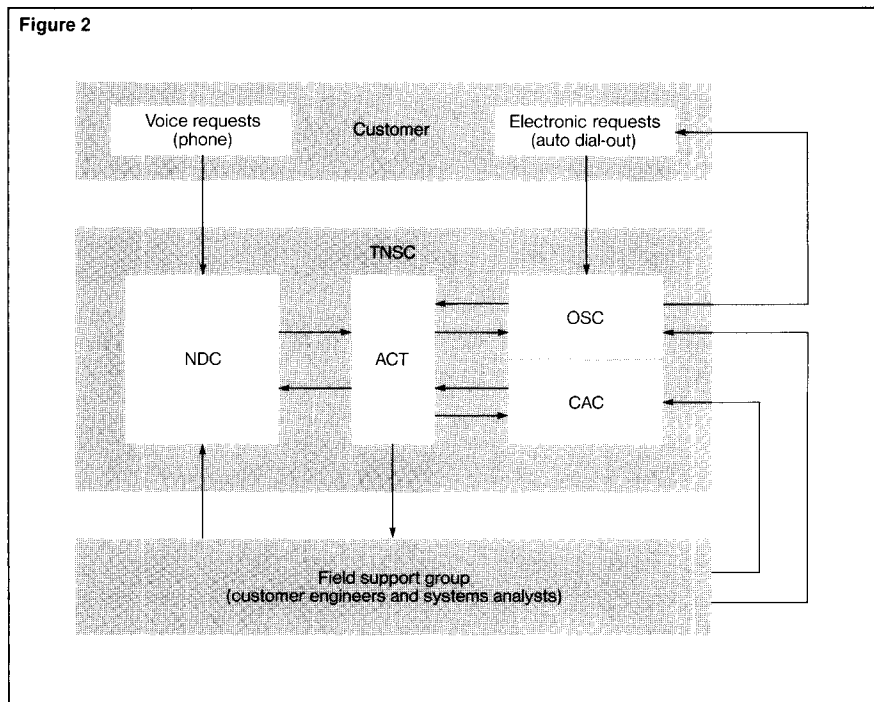 Figure 2
Voice requests
(phone)
Customer
Electronic requests
(auto dial-out)
TNSC
NDC
ACT
OSC
CAC
Field support group
(customer engineers and systems analysts)